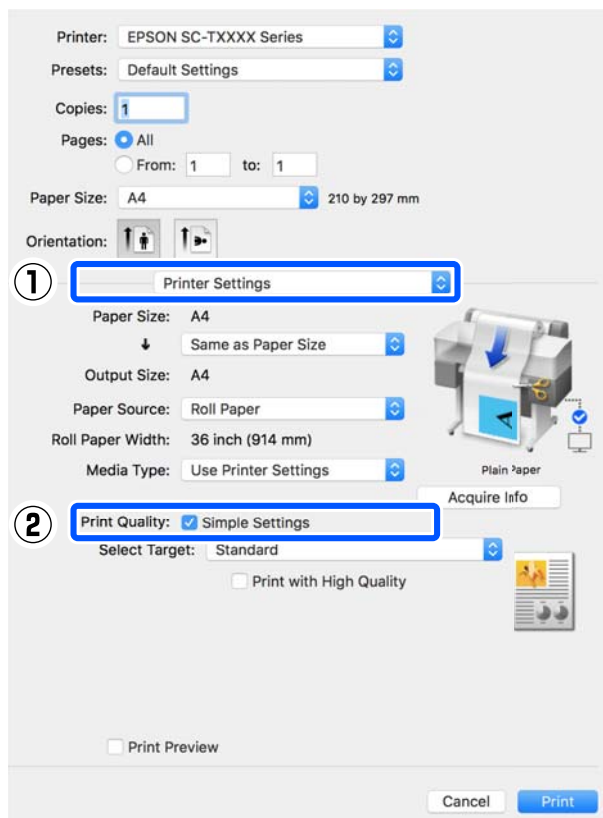 Printer: EPSON SC-TXXXX Series
Presets: Default Settings
Copies: 1
Pages: All
From: 1 to: 1
Paper Size: A4 210 by 297 mm
Orientation:
1 Printer Settings
Paper Size: A4
Same as Paper Size
Output Size: A4
Paper Source: Roll Paper
Roll Paper Width: 36 inch (914 mm)
Media Type: Use Printer Settings
A
Plain Paper
Acquire Info
2 Print Quality: Simple Settings
Select Target: Standard
Print with High Quality
Print Preview
Cancel Print